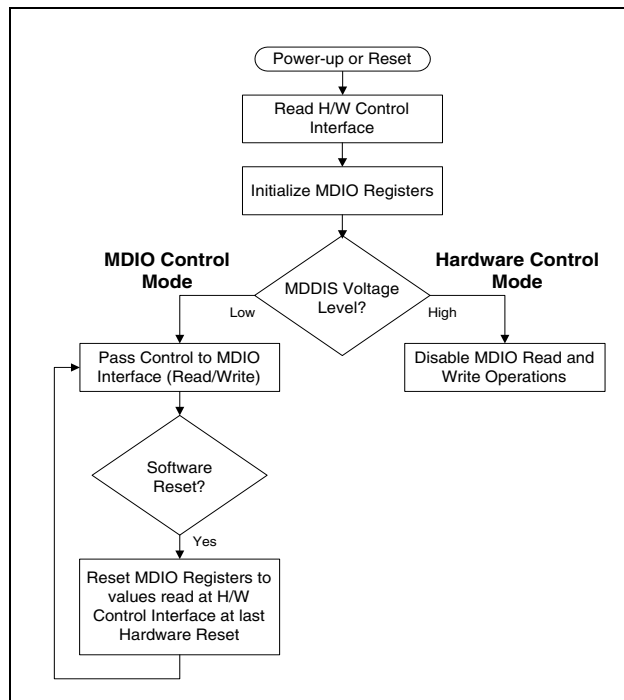 Power-up or Reset
Read H/W Control
Interface
Initialize MDIO Registers
MDIO Control
Mode
Hardware Control
Mode
MDDIS Voltage
Level?
Low
High
Pass Control to MDIO
Interface (Read/Write)
Disable MDIO Read and
Write Operations
Software
Reset?
Yes
Reset MDIO Registers to
values read at H/W
Control Interface at last
Hardware Reset